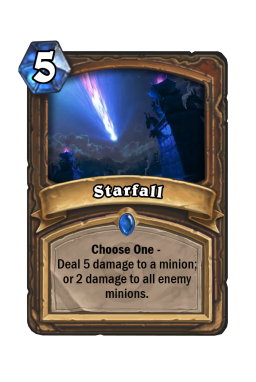 5
Starfall
Choose One -
Deal 5 damage to a minion;
or 2 damage to all enemy
minions.